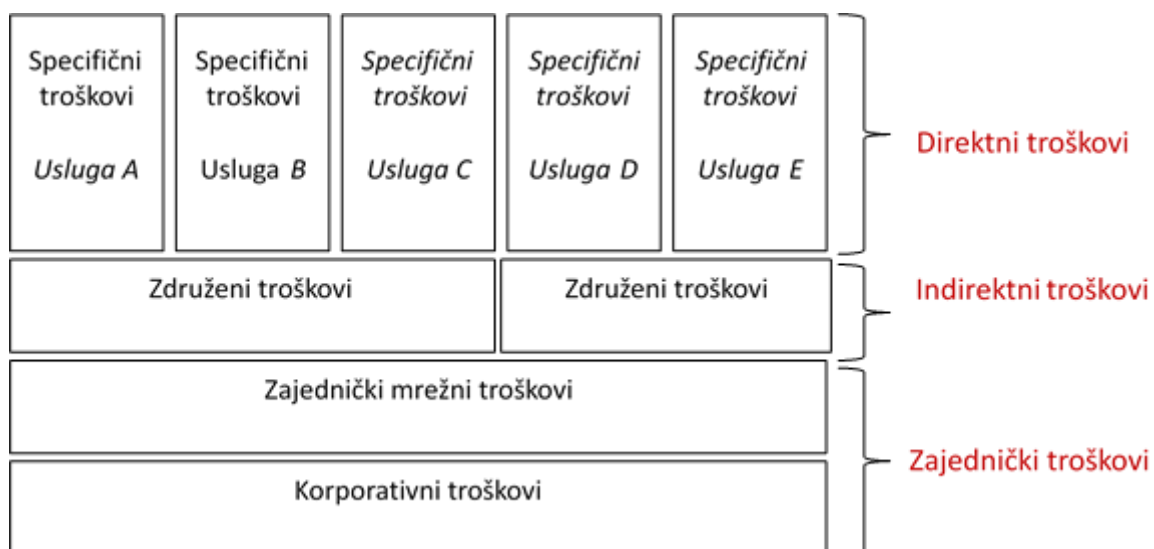 Specifični
troškovi
Usluga A
Specifični
troškovi
Usluga B
Specifični
troškovi
Usluga C
Specifični
troškovi
Usluga D
Specifični
troškovi
Usluga E
Direktni troškovi
Združeni troškovi
Združeni troškovi
Indirektni troškovi
Zajednički mrežni troškovi
Korporativni troškovi
Zajednički troškovi